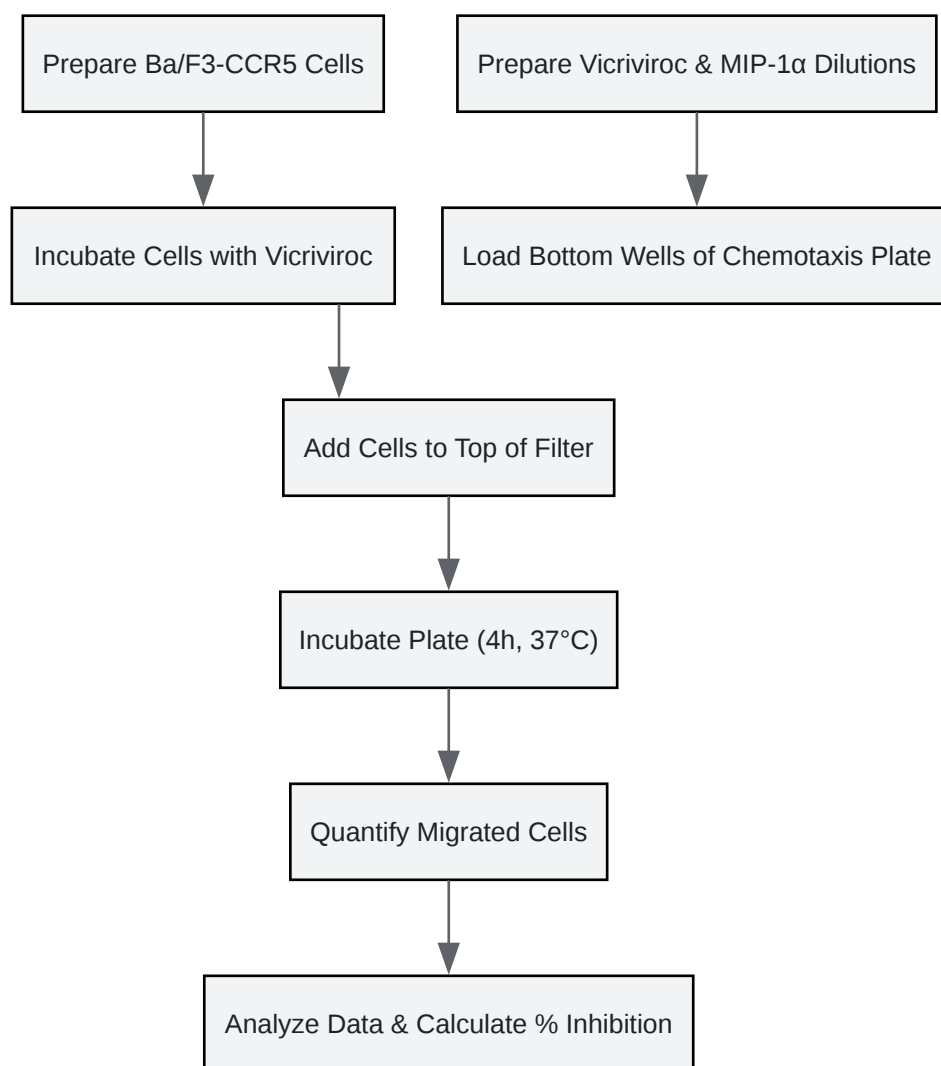 Prepare Ba/F3-CCR5 Cells
Prepare Vicriviroc & MIP-1α Dilutions
Incubate Cells with Vicriviroc
Load Bottom Wells of Chemotaxis Plate
Add Cells to Top of Filter
Incubate Plate (4h, 37°C)
Quantify Migrated Cells
Analyze Data & Calculate % Inhibition